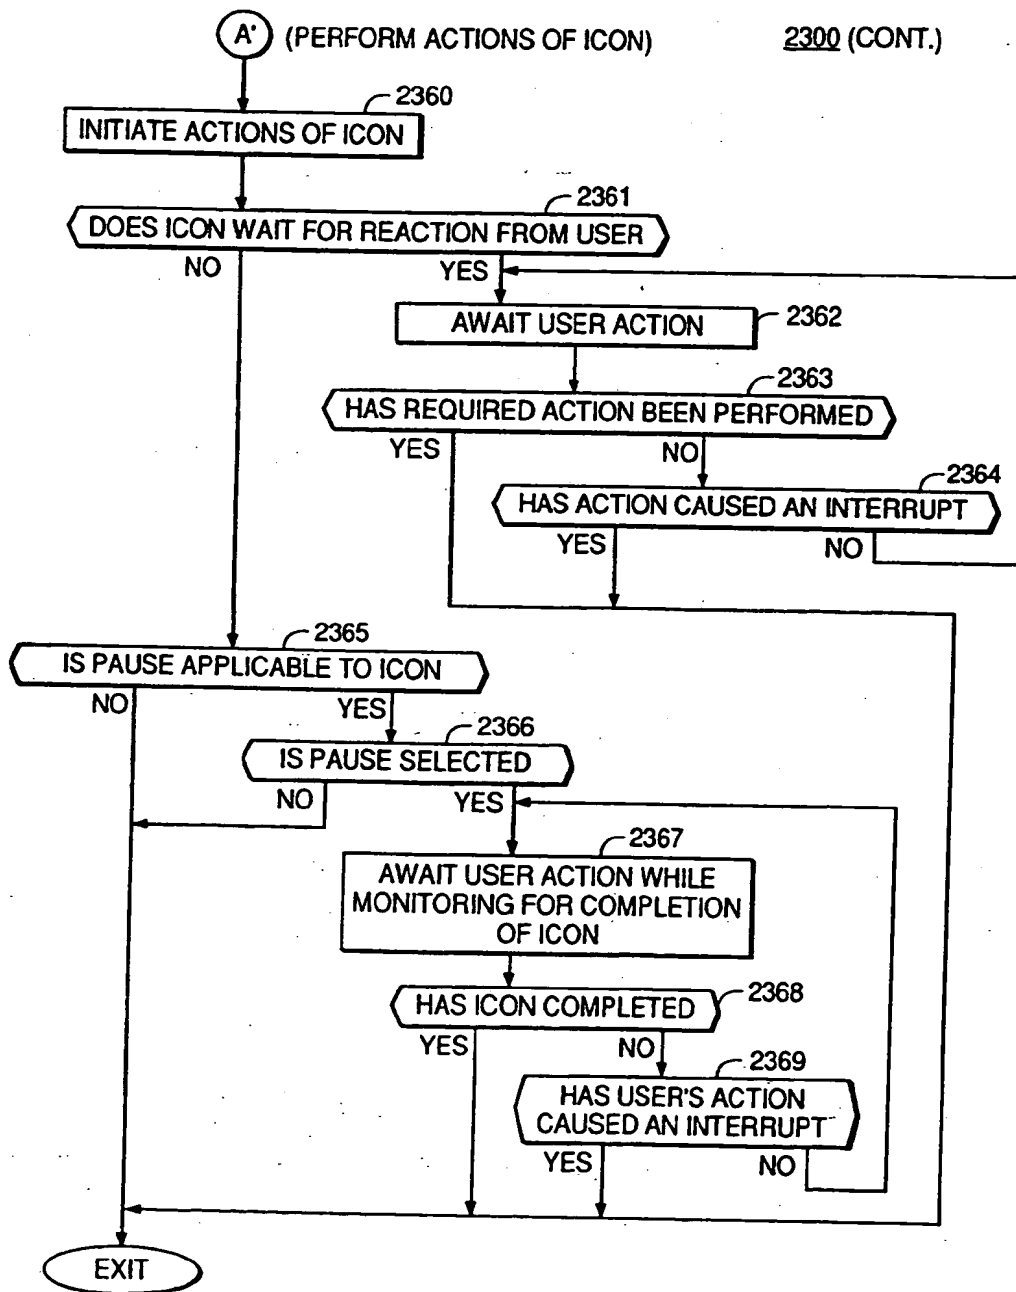 A' (PERFORM ACTIONS OF ICON) 2300 (CONT.)
2360
INITIATE ACTIONS OF ICON
2361
DOES ICON WAIT FOR REACTION FROM USER
NO YES
AWAIT USER ACTION 2362
2363
HAS REQUIRED ACTION BEEN PERFORMED
YES NO
2364
HAS ACTION CAUSED AN INTERRUPT
YES NO
2365
IS PAUSE APPLICABLE TO ICON
NO YES
2366
IS PAUSE SELECTED
NO YES
2367
AWAIT USER ACTION WHILE
MONITORING FOR COMPLETION
OF ICON
HAS ICON COMPLETED 2368
YES NO
2369
HAS USER'S ACTION
CAUSED AN INTERRUPT
YES NO
EXIT